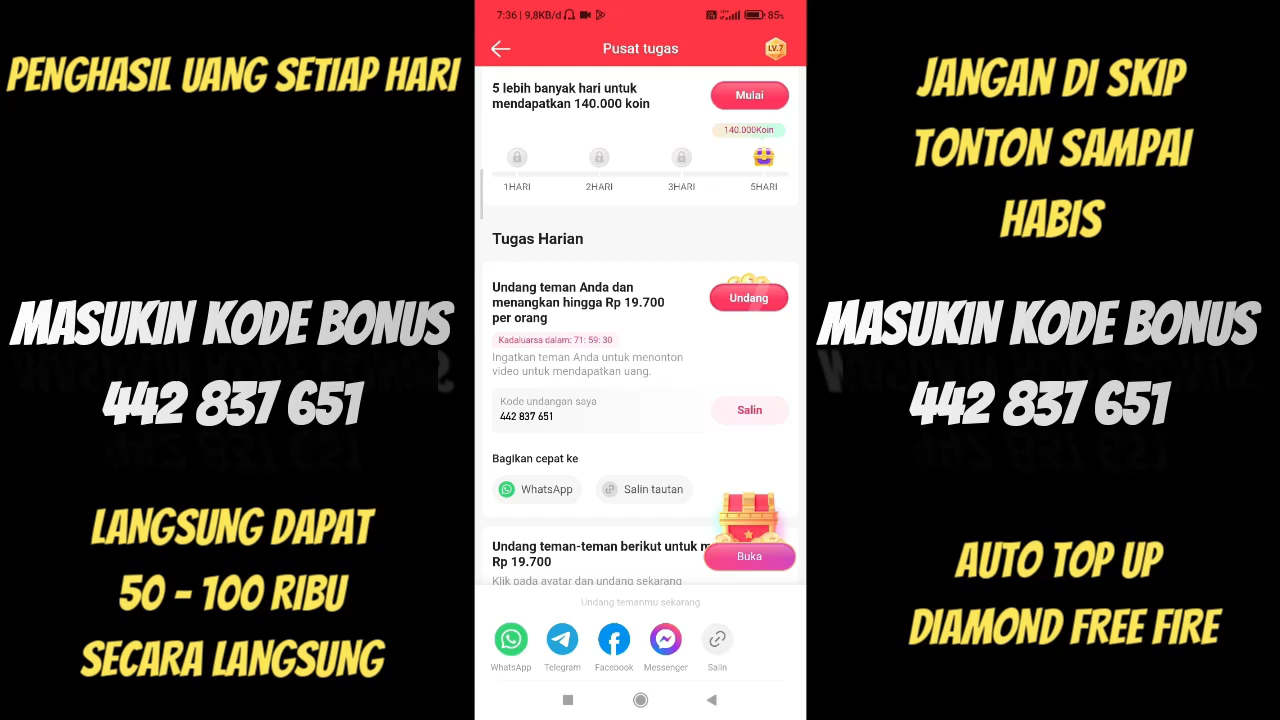 PENGHASIL UANG SETIAP HARI
MASUKIN KODE BONUS
442 837 651
LANGSUNG DAPAT
50 - 100 RIBU
SECARA LANGSUNG
7:36 | 9,8KB/d
85%
Pusat tugas
LV.7
5 lebih banyak hari untuk
mendapatkan 140.000 koin
Mulai
140.000Koin
1HARI 2HARI 3HARI 5HARI
Tugas Harian
Undang teman Anda dan
menangkan hingga Rp 19.700
per orang
Undang
Kadaluarsa dalam: 71: 59: 30
Ingatkan teman Anda untuk menonton
video untuk mendapatkan uang.
Kode undangan saya
442 837 651
Salin
Bagikan cepat ke
WhatsApp Salin tautan
Undang teman-teman berikut untuk m
Rp 19.700
Buka
Klik pada avatar dan undang sekarang
Undang temanmu sekarang
WhatsApp Telegram Facebook Messenger Salin
JANGAN DI SKIP
TONTON SAMPAI
HABIS
MASUKIN KODE BONUS
442 837 651
AUTO TOP UP
DIAMOND FREE FIRE